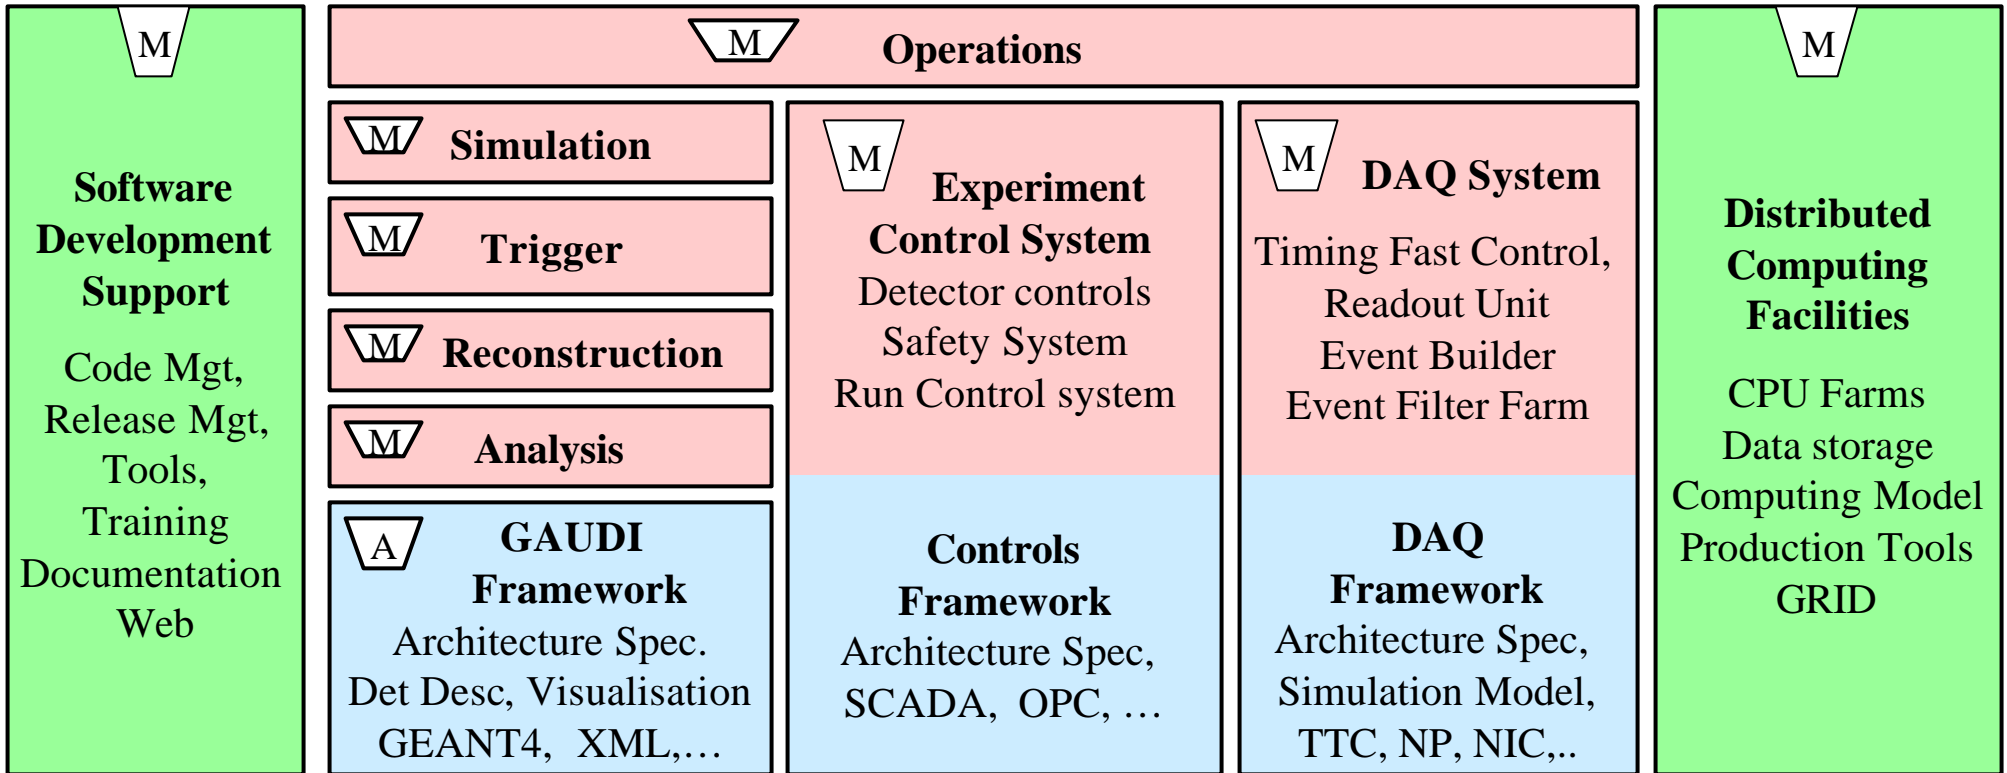 M
Software
Development
Support
Code Mgt,
Release Mgt,
Tools,
Training
Documentation
Web
M Operations
M Simulation
M Trigger
M Reconstruction
M Analysis
A GAUDI
Framework
Architecture Spec.
Det Desc, Visualisation
GEANT4, XML,…
M
Experiment
Control System
Detector controls
Safety System
Run Control system
Controls
Framework
Architecture Spec,
SCADA, OPC, …
M DAQ System
Timing Fast Control,
Readout Unit
Event Builder
Event Filter Farm
DAQ
Framework
Architecture Spec,
Simulation Model,
TTC, NP, NIC,..
M
Distributed
Computing
Facilities
CPU Farms
Data storage
Computing Model
Production Tools
GRID